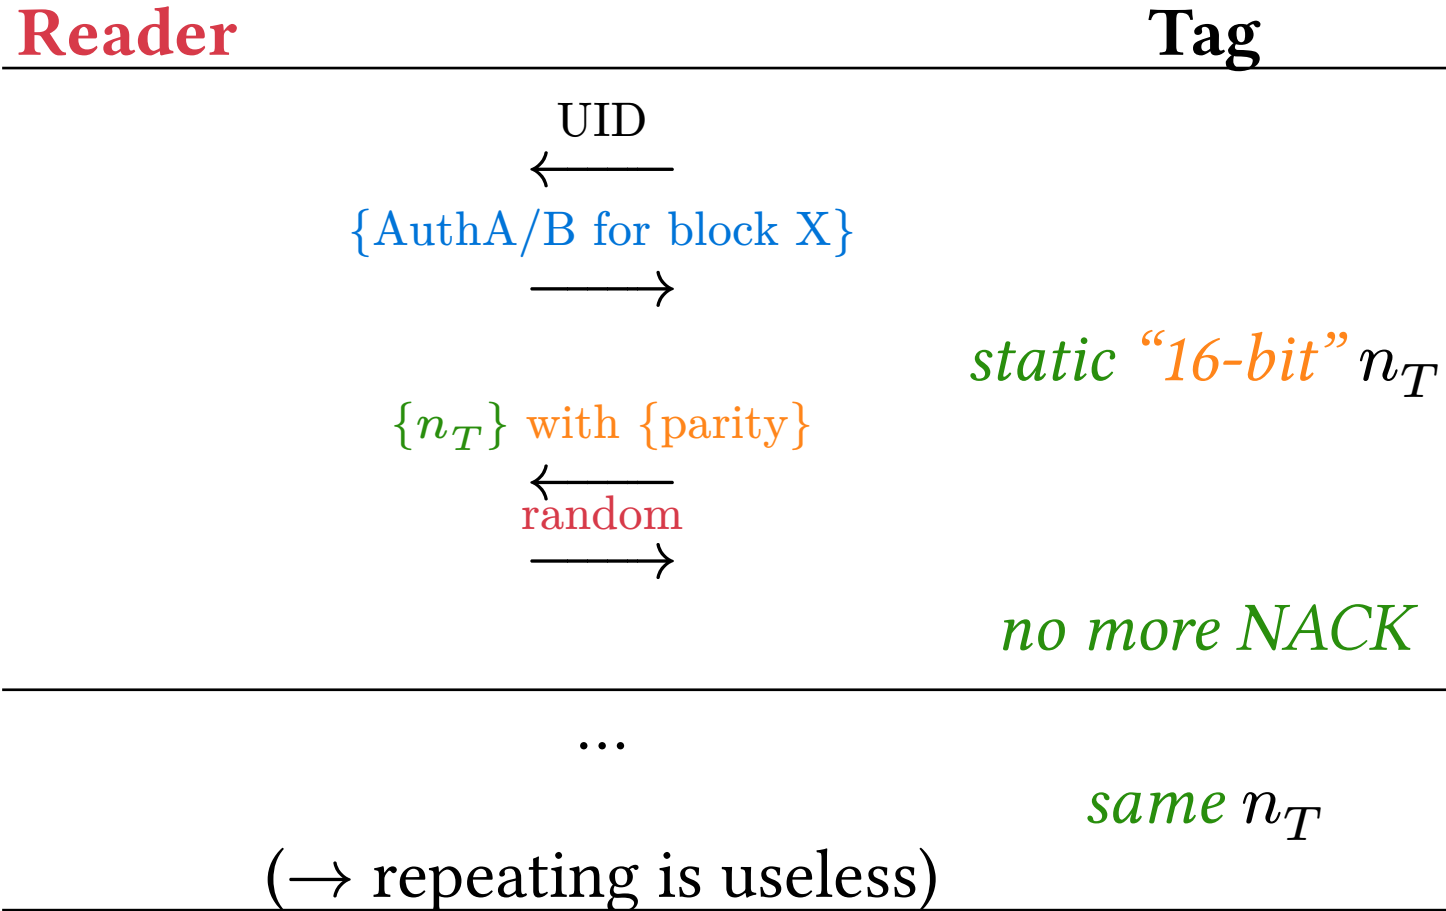 Reader Tag
UID
←
{AuthA/B for block X}
→
static “16-bit” n_T
{n_T} with {parity}
←
random
→
no more NACK
...
same n_T
(→ repeating is useless)